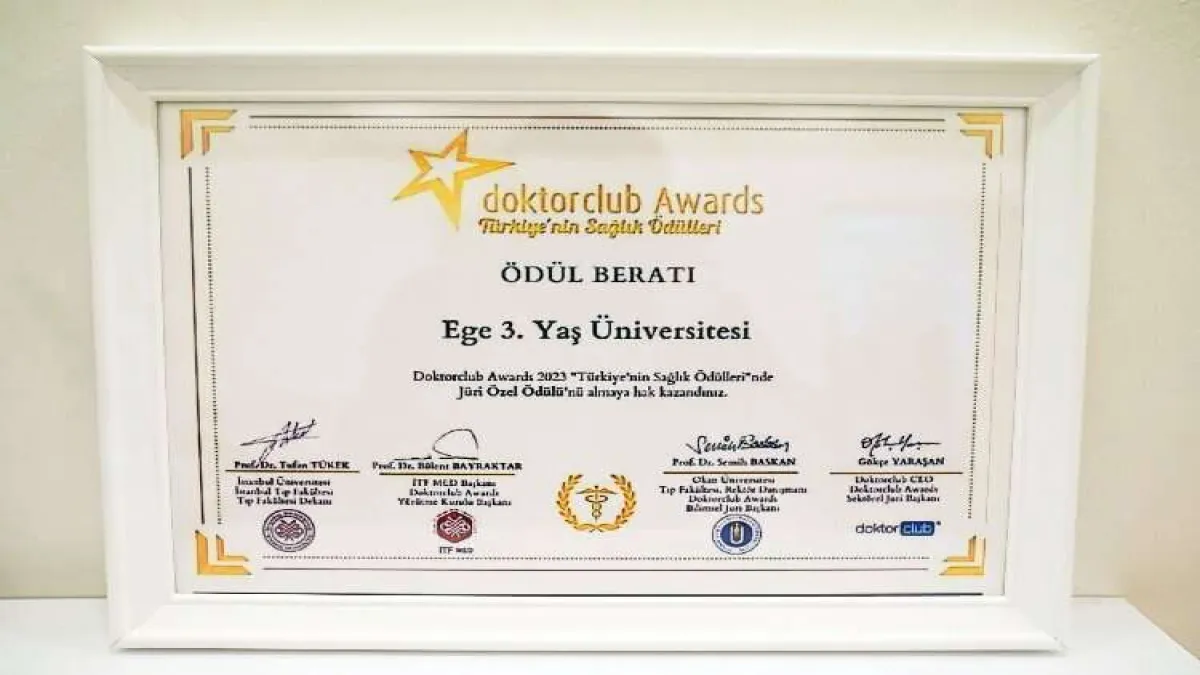 doktorclub Awards
Türkiye'nin Sağlık Ödülleri
ÖDÜL BERATI
Ege 3. Yaş Üniversitesi
Doktorclub Awards 2023 "Türkiye'nin Sağlık Ödülleri"nde
Jüri Özel Ödülü'nü almaya hak kazandınız.
Prof. Dr. Tufan TÜKEK
İstanbul Üniversitesi
İstanbul Tıp Fakültesi
Tıp Fakültesi Dekanı
Prof. Dr. Bülent BAYRAKTAR
İTF MED Başkanı
Doktorclub Awards
Yürütme Kurulu Başkanı
İTF MED
Prof. Dr. Semih BASKAN
Okan Üniversitesi
Tıp Fakültesi, Rektör Danışmanı
Doktorclub Awards
Bilimsel Jüri Başkanı
Gökçe YARAŞAN
Doktorclub CEO
Doktorclub Awards
Sektörel Jüri Başkanı
doktorclub